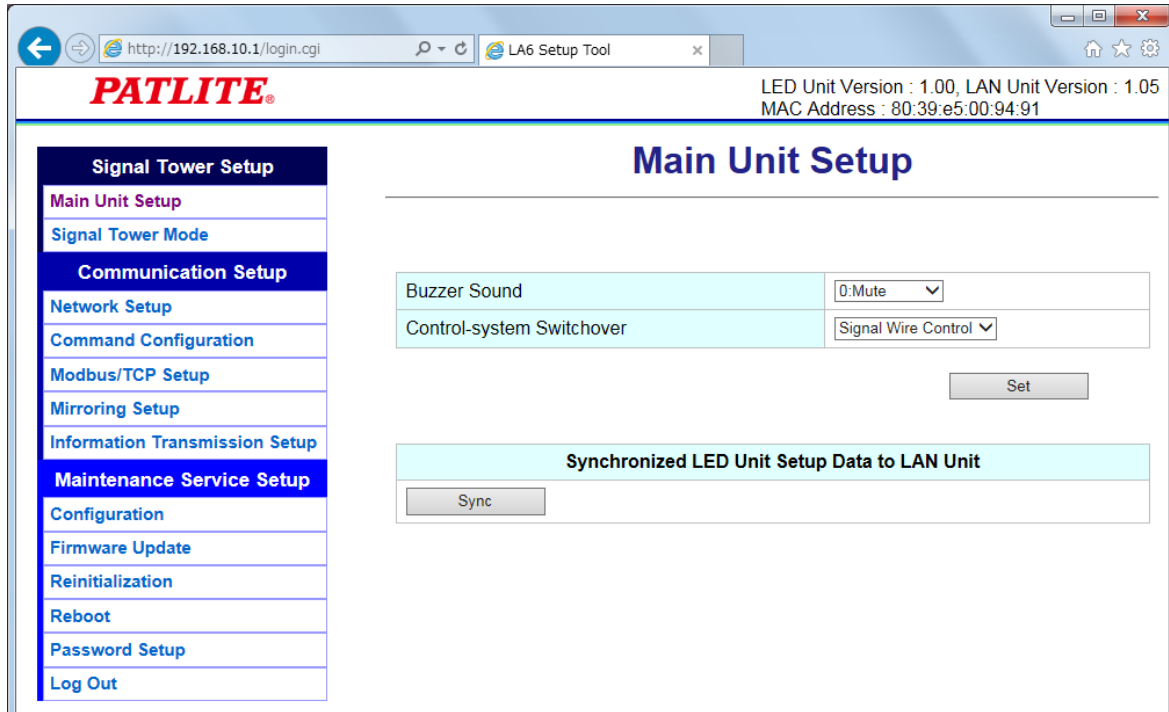 http://192.168.10.1/login.cgi
LA6 Setup Tool
PATLITE®
LED Unit Version : 1.00, LAN Unit Version : 1.05
MAC Address : 80:39:e5:00:94:91
Signal Tower Setup
Main Unit Setup
Signal Tower Mode
Communication Setup
Network Setup
Command Configuration
Modbus/TCP Setup
Mirroring Setup
Information Transmission Setup
Maintenance Service Setup
Configuration
Firmware Update
Reinitialization
Reboot
Password Setup
Log Out
Main Unit Setup
Buzzer Sound 0:Mute
Control-system Switchover Signal Wire Control
Set
Synchronized LED Unit Setup Data to LAN Unit
Sync